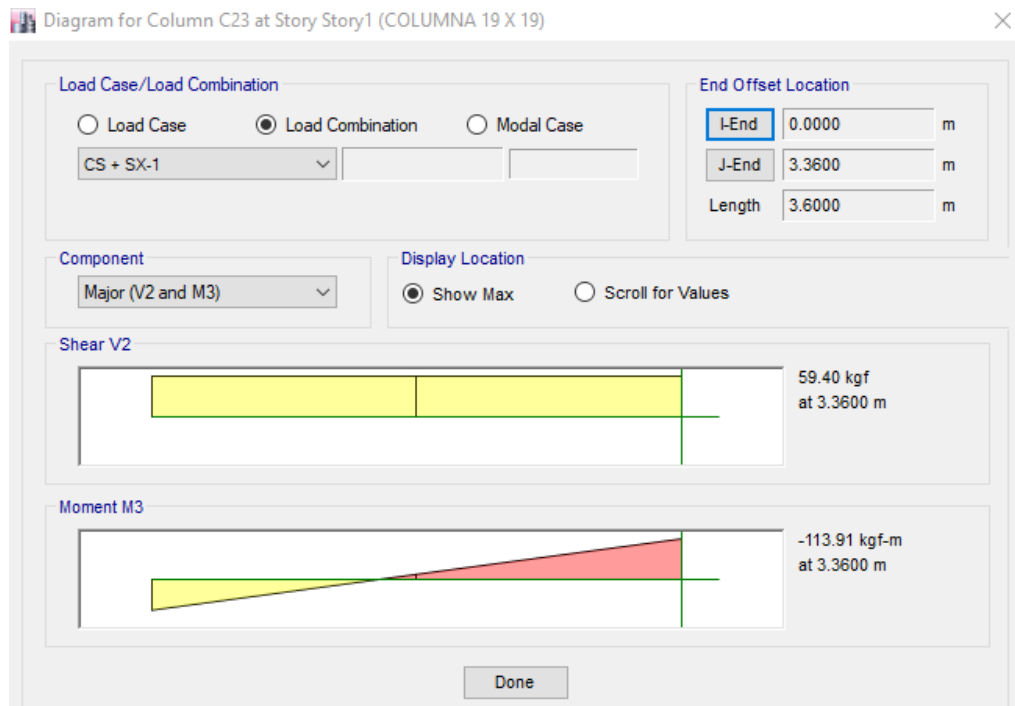 Diagram for Column C23 at Story Story1 (COLUMNA 19 X 19)
Load Case/Load Combination
Load Case
Load Combination
Modal Case
CS + SX-1
End Offset Location
I-End 0.0000 m
J-End 3.3600 m
Length 3.6000 m
Component
Major (V2 and M3)
Display Location
Show Max
Scroll for Values
Shear V2
59.40 kgf
at 3.3600 m
Moment M3
-113.91 kgf-m
at 3.3600 m
Done